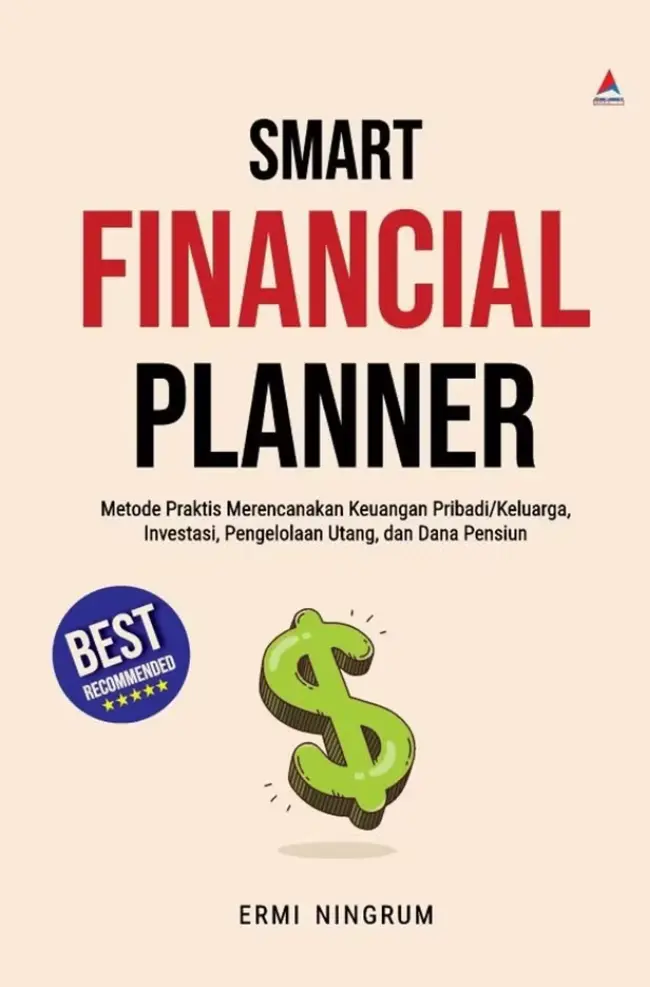 SMART
FINANCIAL
PLANNER
Metode Praktis Merencanakan Keuangan Pribadi/Keluarga,
Investasi, Pengelolaan Utang, dan Dana Pensiun
BEST
RECOMMENDED
ERMI NINGRUM